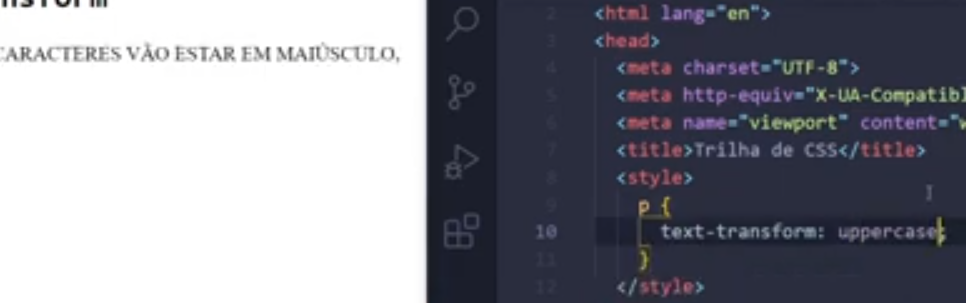 nsform
CARACTERES VÃO ESTAR EM MAIÚSCULO,
2 <html lang="en">
3 <head>
4 <meta charset="UTF-8">
5 <meta http-equiv="X-UA-Compatibl
6 <meta name="viewport" content="w
7 <title>Trilha de CSS</title>
8 <style>
9 p {
10 text-transform: uppercase;
11 }
12 </style>